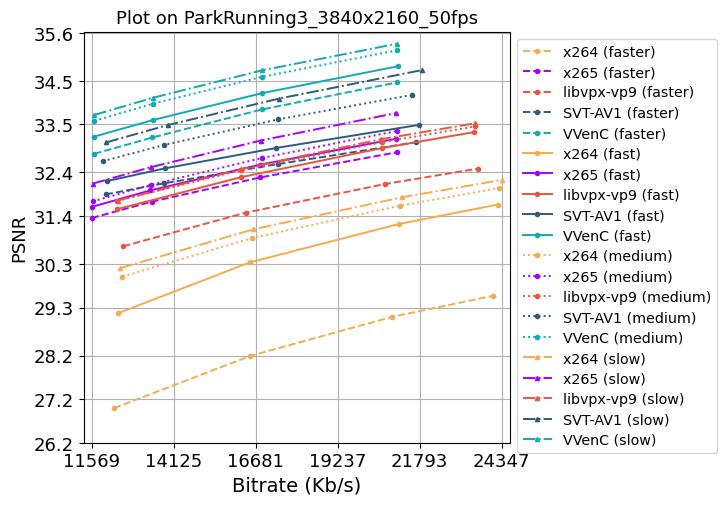 Plot on ParkRunning3_3840x2160_50fps
35.6
34.5
33.5
32.4
31.4
30.3
29.3
28.2
27.2
26.2
PSNR
11569 14125 16681 19237 21793 24347
Bitrate (Kb/s)
x264 (faster)
x265 (faster)
libvpx-vp9 (faster)
SVT-AV1 (faster)
VVenC (faster)
x264 (fast)
x265 (fast)
libvpx-vp9 (fast)
SVT-AV1 (fast)
VVenC (fast)
x264 (medium)
x265 (medium)
libvpx-vp9 (medium)
SVT-AV1 (medium)
VVenC (medium)
x264 (slow)
x265 (slow)
libvpx-vp9 (slow)
SVT-AV1 (slow)
VVenC (slow)